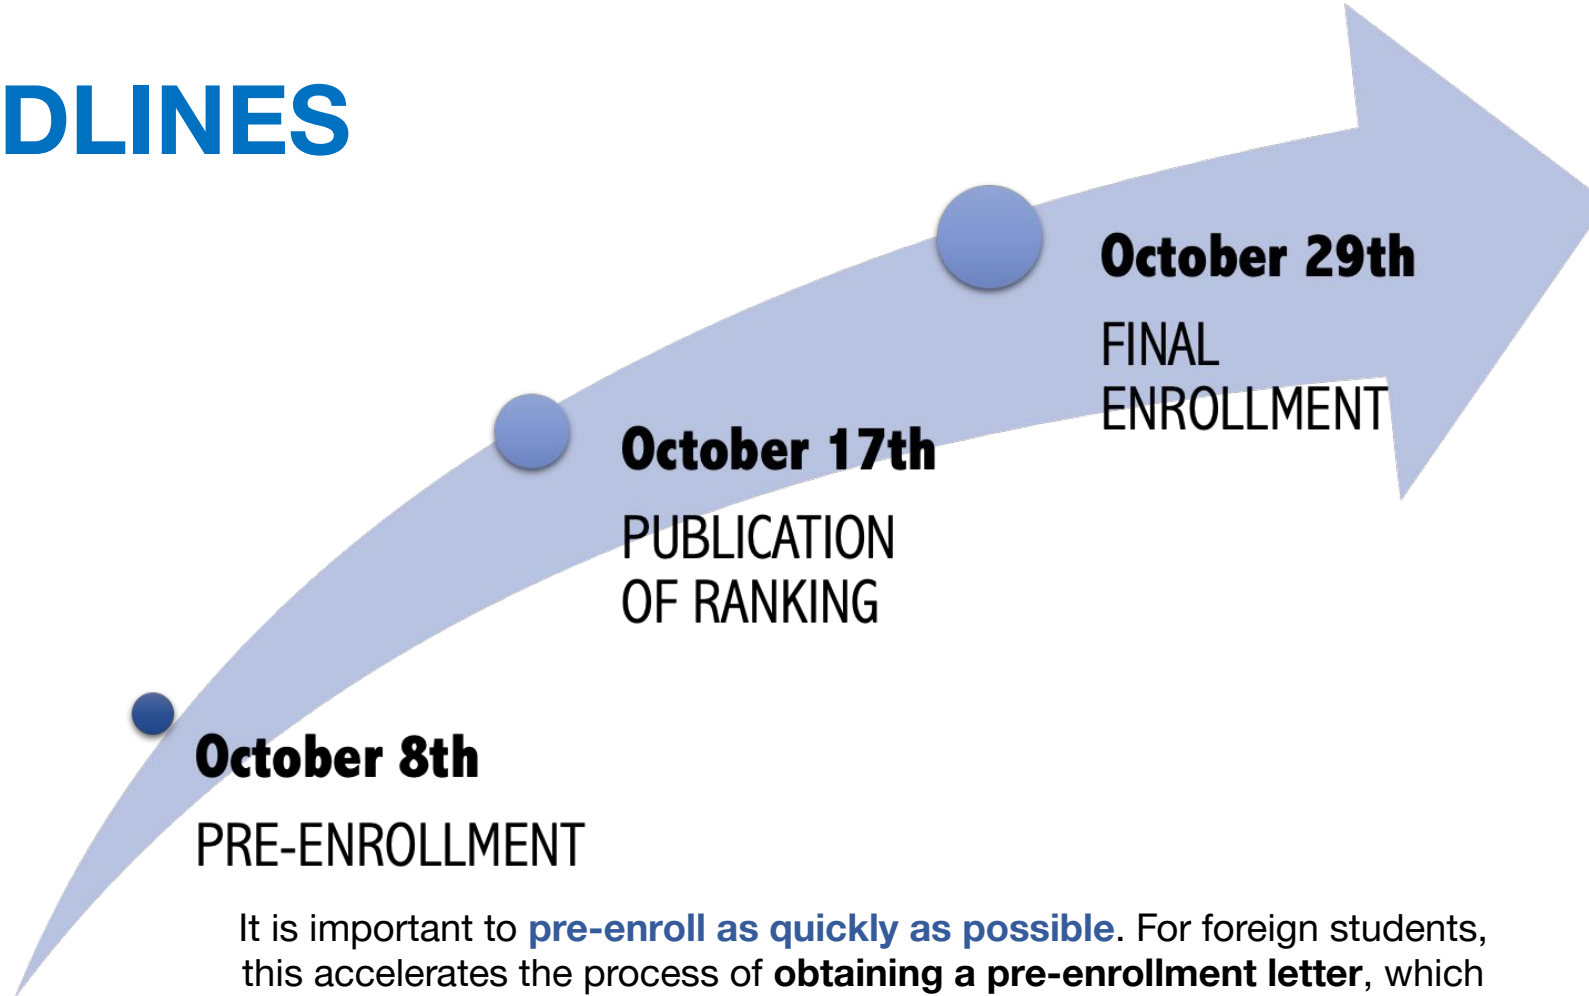 DLINES
October 29th
FINAL
ENROLLMENT
October 17th
PUBLICATION
OF RANKING
October 8th
PRE-ENROLLMENT
It is important to pre-enroll as quickly as possible. For foreign students,
this accelerates the process of obtaining a pre-enrollment letter, which